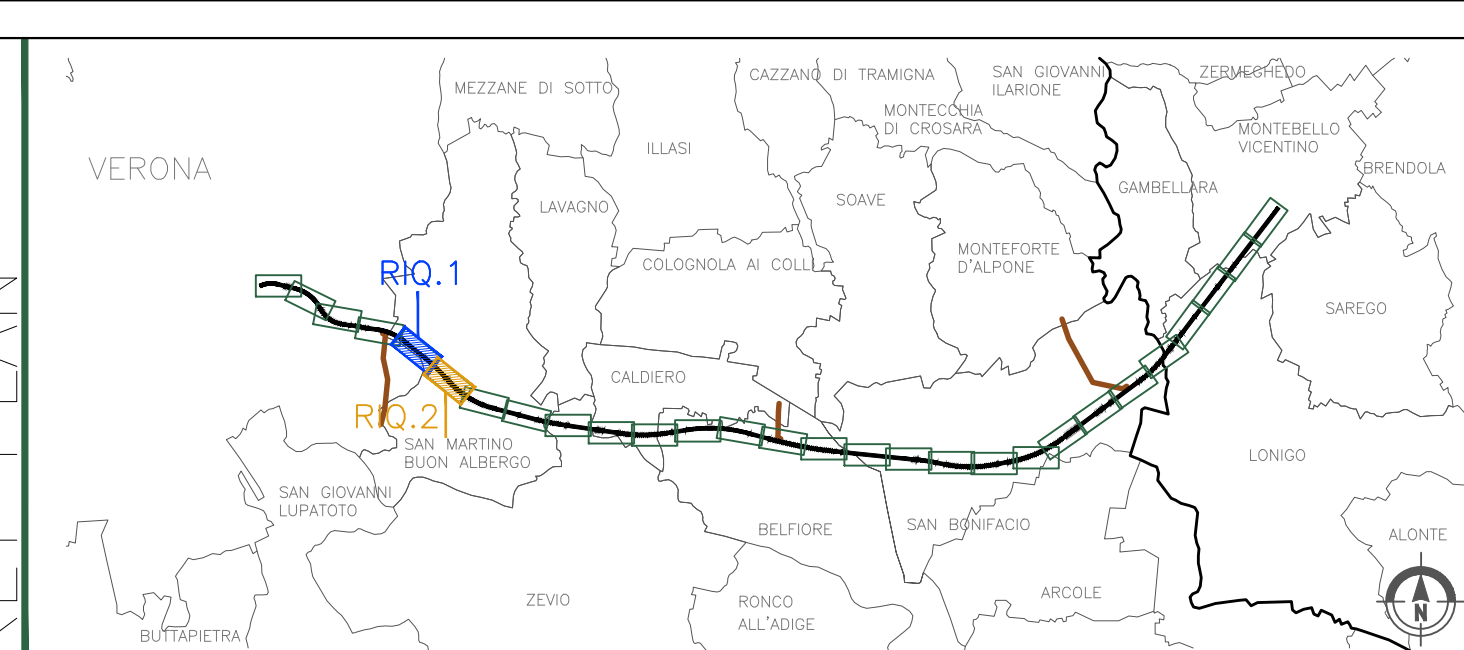 MEZZANE DI SOTTO
CAZZANO DI TRAMIGNA
SAN GIOVANNI
ILARIONE
ZERMEGHEDO
MONTECCHIA
DI CROSARA
MONTEBELLO
VICENTINO
VERONA
ILLASI
BRENDOLA
GAMBELLARA
SOAVE
LAVAGNO
MONTEFORTE
D'ALPONE
COLOGNOLA AI COLLI
RIQ.1
SAREGO
CALDIERO
RIQ.2
SAN MARTINO
BUON ALBERGO
LONIGO
SAN GIOVANNI
LUPATOTO
BELFIORE
SAN BONIFACIO
ALONTE
ZEVIO
RONCO
ALL'ADIGE
ARCOLE
N
BUTTAPIETRA